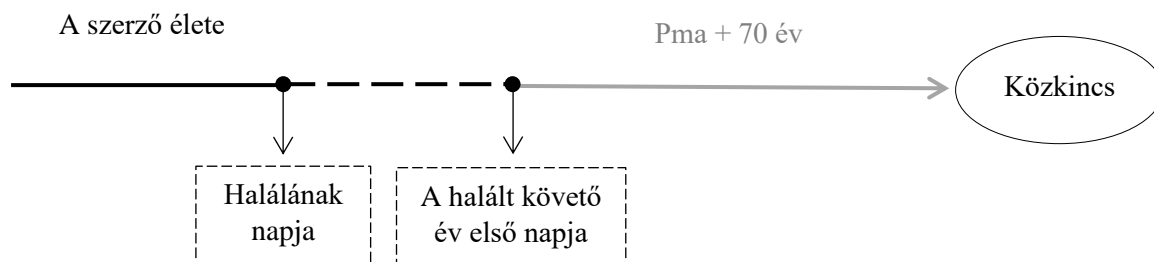 A szerző élete
Pma + 70 év
Közkincs
Halálának
napja
A halált követő
év első napja